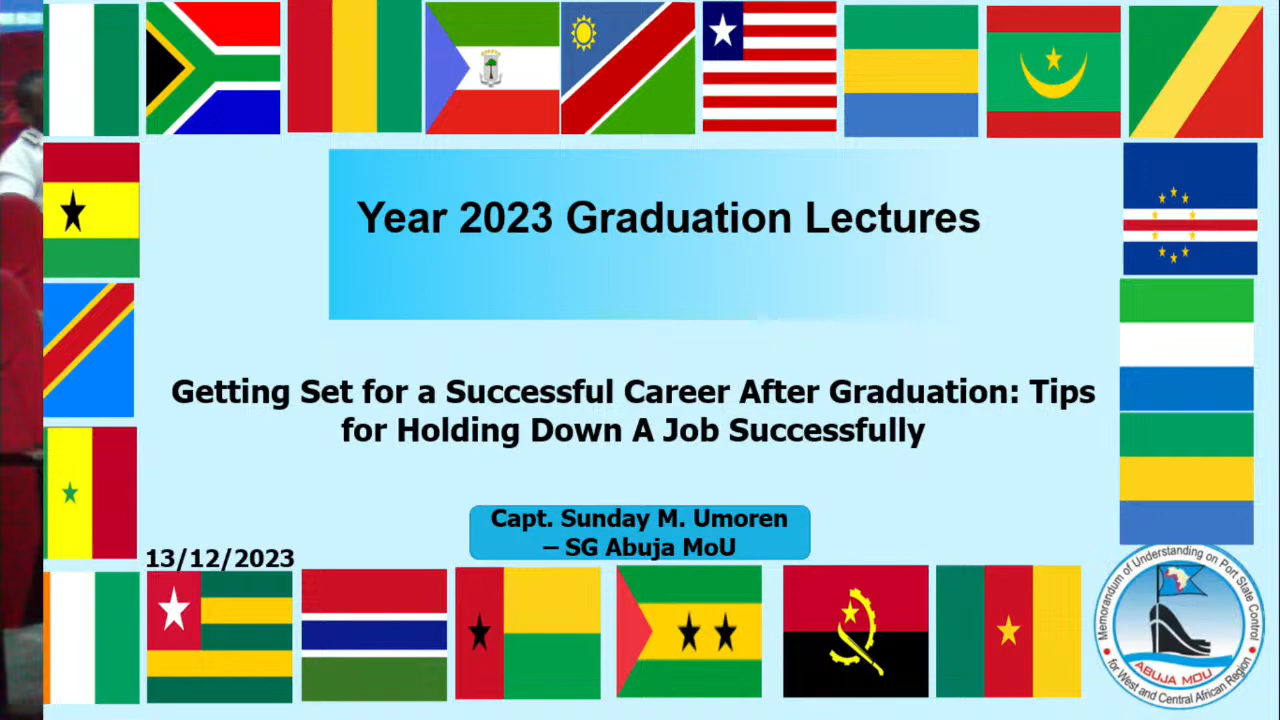 Year 2023 Graduation Lectures
Getting Set for a Successful Career After Graduation: Tips
for Holding Down A Job Successfully
Capt. Sunday M. Umoren
– SG Abuja MoU
13/12/2023
Memorandum of Understanding on Port State Control
for West and Central African Region
ABUJA MOU